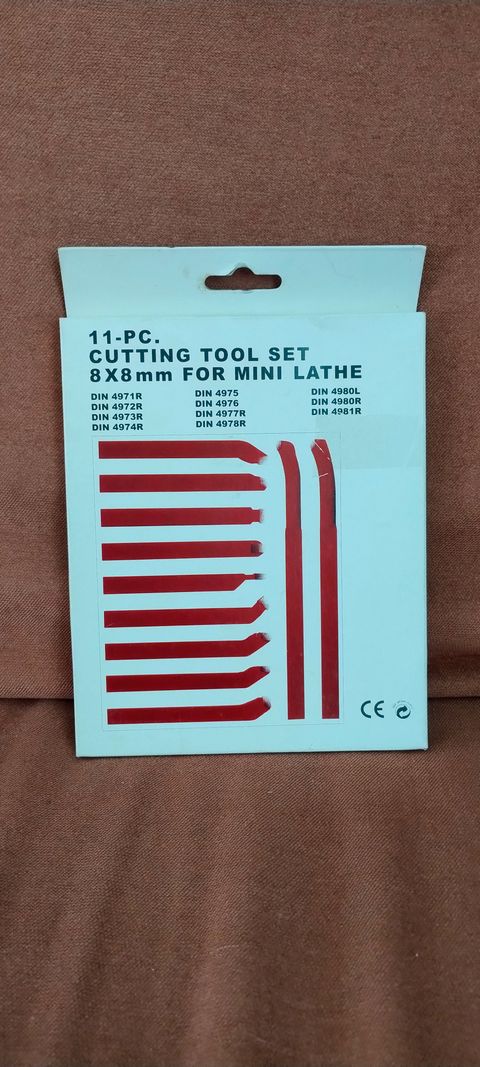 11-PC.
CUTTING TOOL SET
8X8mm FOR MINI LATHE
DIN 4971R
DIN 4972R
DIN 4973R
DIN 4974R
DIN 4975
DIN 4976
DIN 4977R
DIN 4978R
DIN 4980L
DIN 4980R
DIN 4981R
CE